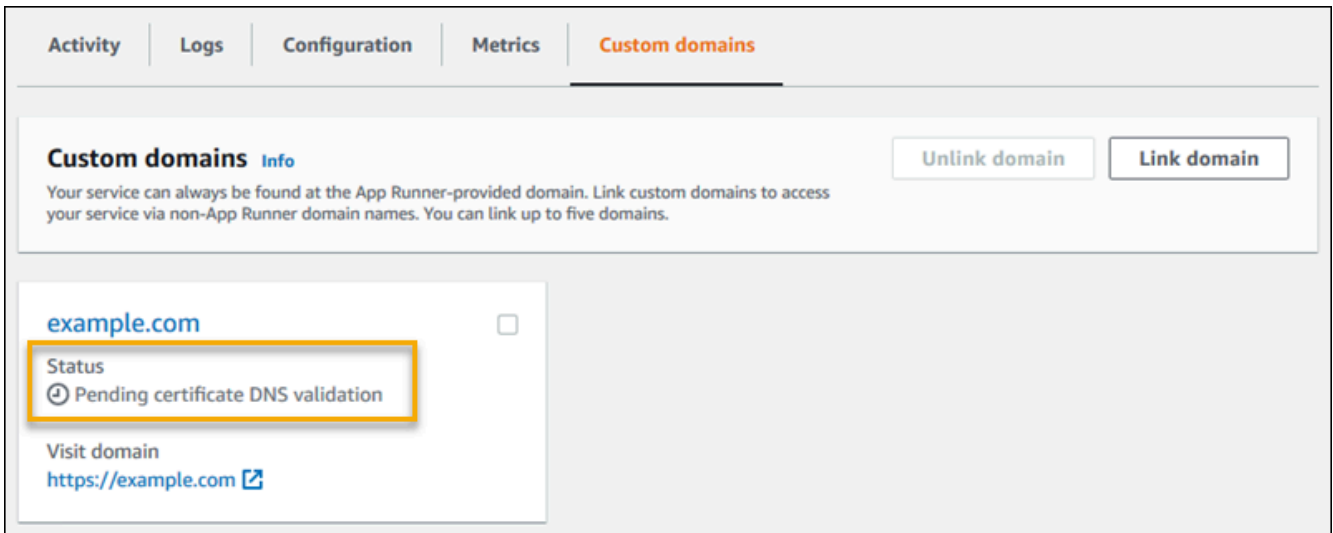 Activity Logs Configuration Metrics Custom domains
Custom domains Info Unlink domain Link domain
Your service can always be found at the App Runner-provided domain. Link custom domains to access
your service via non-App Runner domain names. You can link up to five domains.
example.com
Status
Pending certificate DNS validation
Visit domain
https://example.com